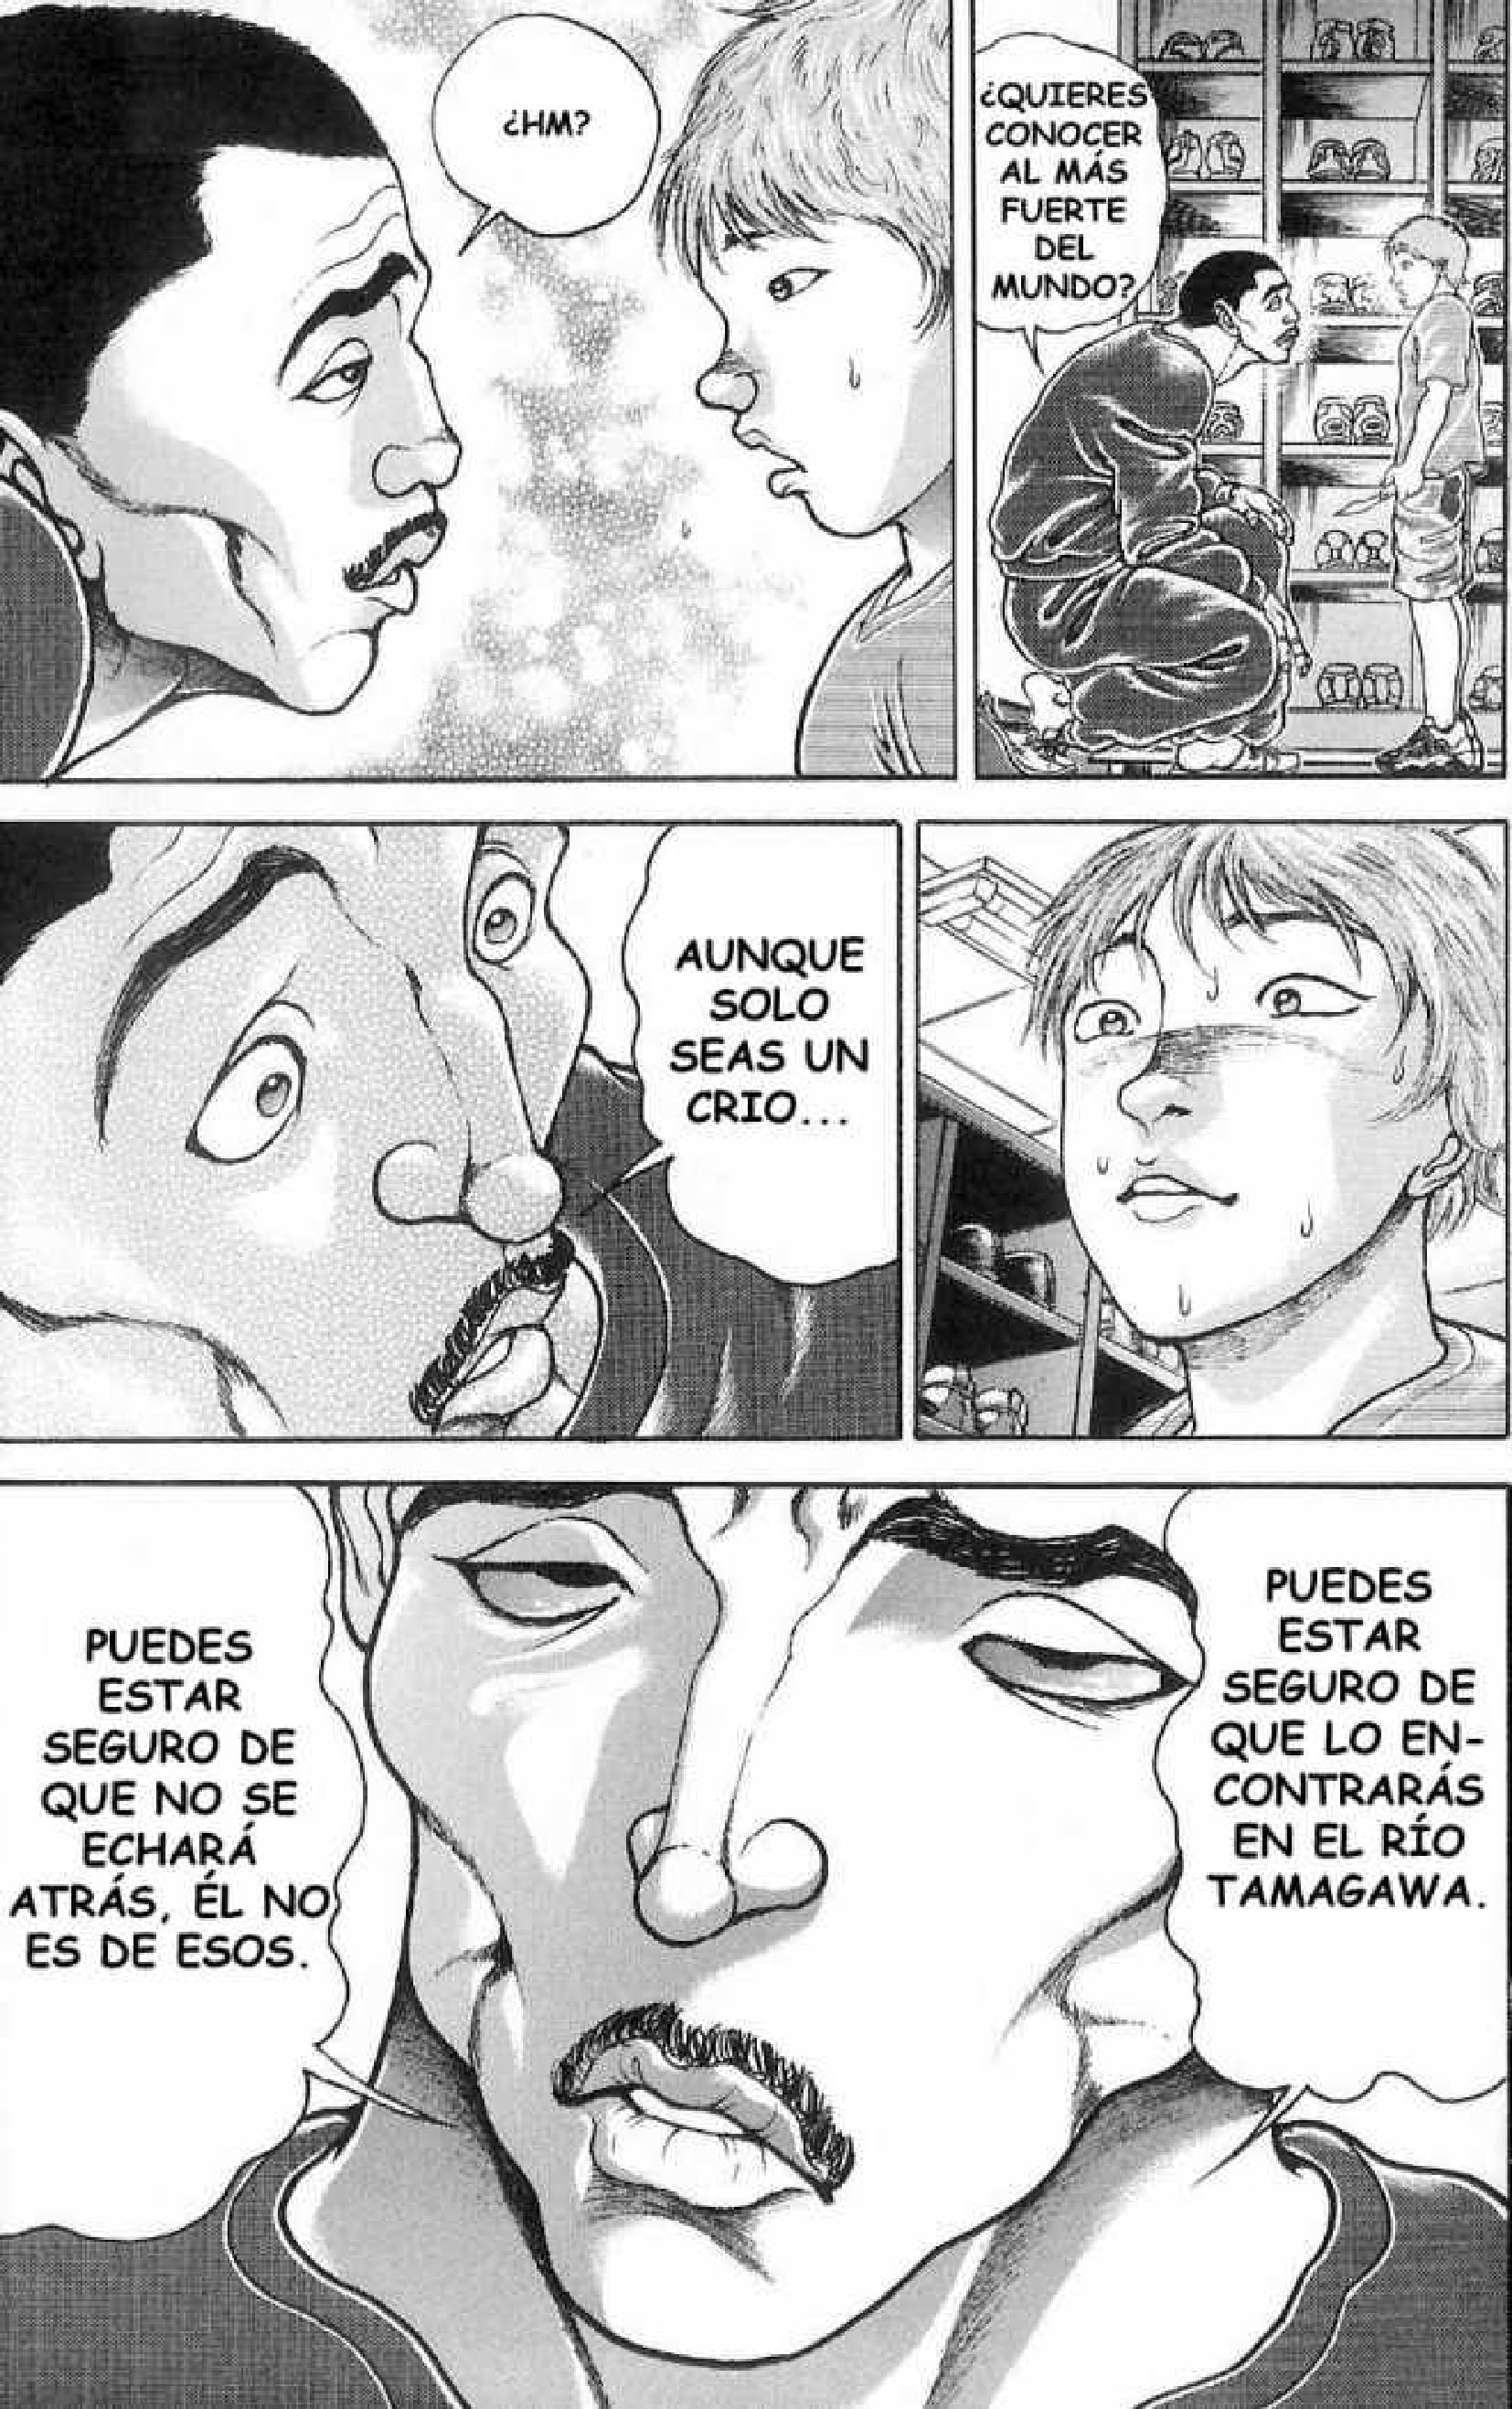 ¿QUIERES
CONOCER
AL MÁS
FUERTE
DEL
MUNDO?
¿HM?
AUNQUE
SOLO
SEAS UN
CRIO...
PUEDES
ESTAR
SEGURO DE
QUE LO EN-
CONTRARÁS
EN EL RÍO
TAMAGAWA.
PUEDES
ESTAR
SEGURO DE
QUE NO SE
ECHARÁ
ATRÁS, ÉL NO
ES DE ESOS.